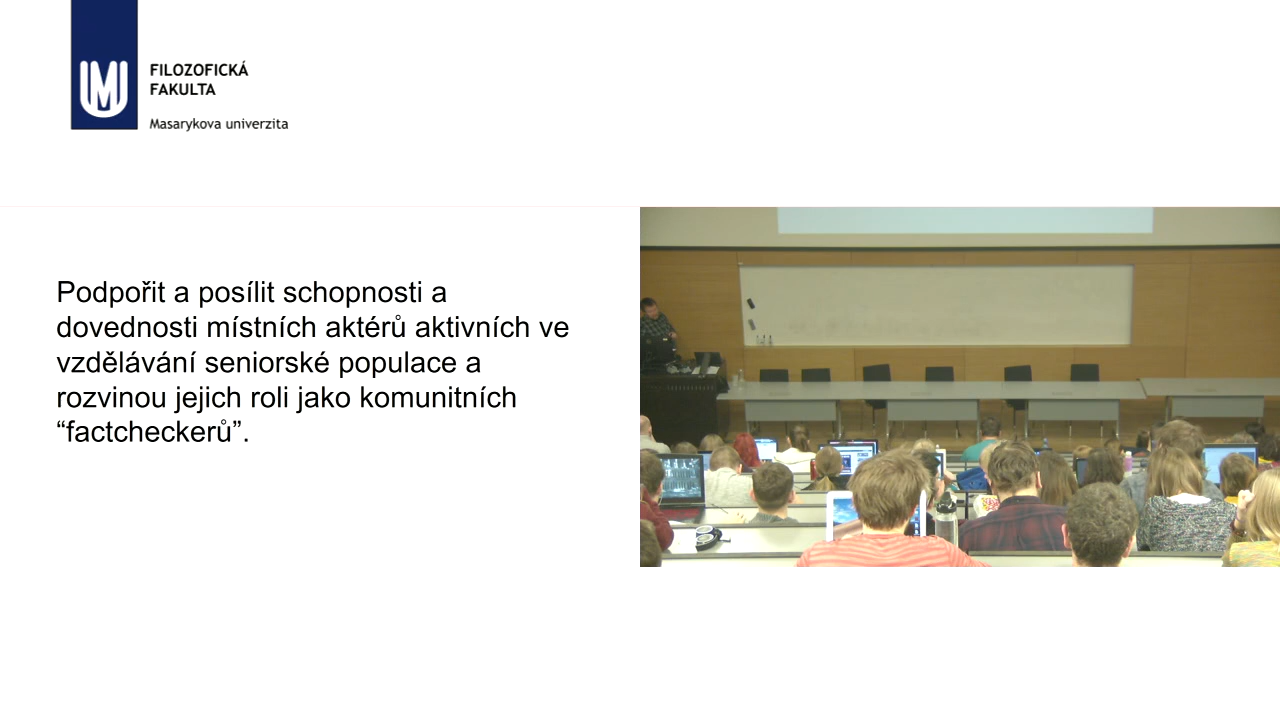 FILOZOFICKÁ
FAKULTA
Masarykova univerzita
Podpořit a posílit schopnosti a
dovednosti místních aktérů aktivních ve
vzdělávání seniorské populace a
rozvinou jejich roli jako komunitních
“factcheckerů”.